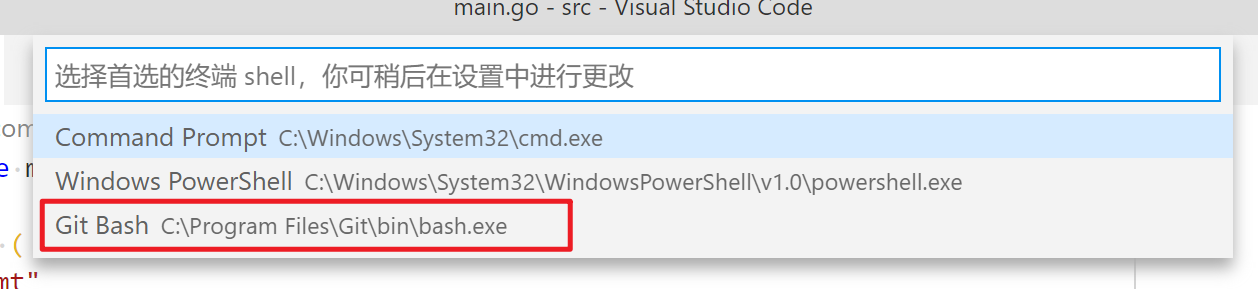 main.go - src - Visual Studio Code
选择首选的终端 shell，你可稍后在设置中进行更改
com
Command Prompt C:\Windows\System32\cmd.exe
e m
Windows PowerShell C:\Windows\System32\WindowsPowerShell\v1.0\powershell.exe
Git Bash C:\Program Files\Git\bin\bash.exe
(
mt"